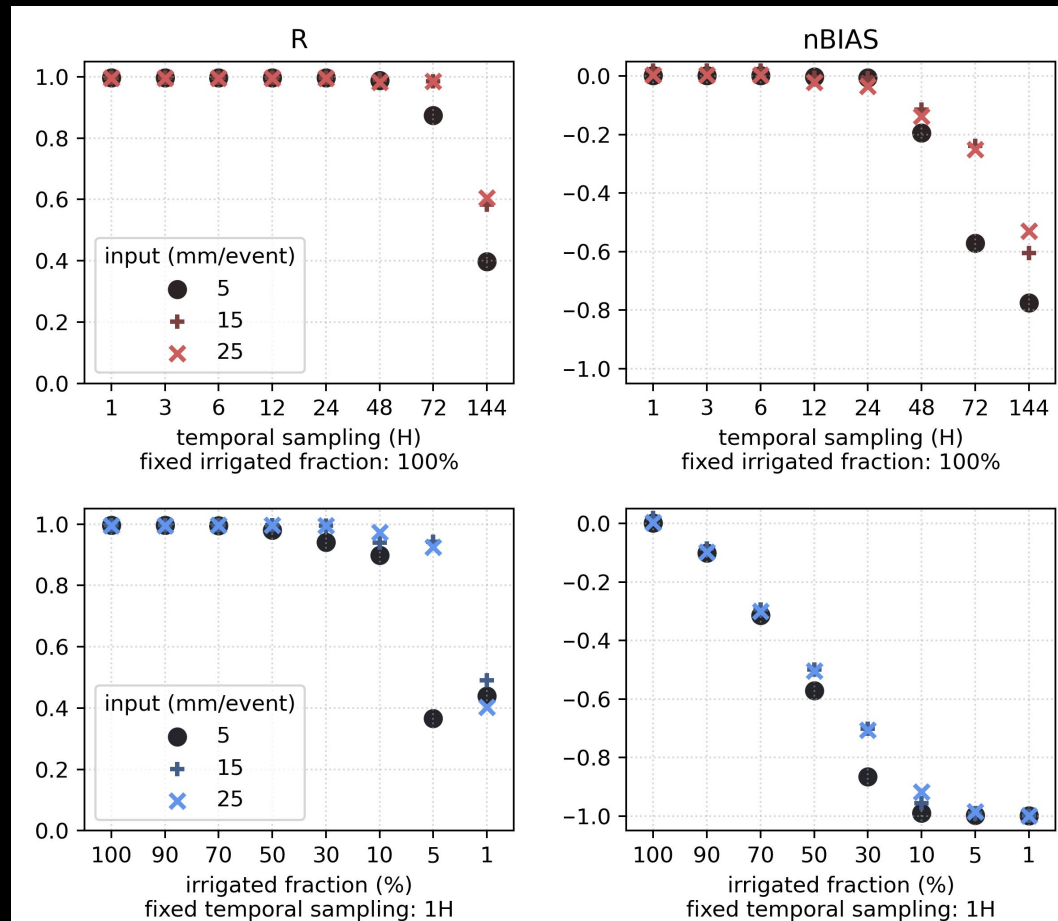 R
1.0
0.8
0.6
0.4
0.2
0.0
input (mm/event)
5
15
25
1 3 6 12 24 48 72 144
temporal sampling (H)
fixed irrigated fraction: 100%
nBIAS
0.0
−0.2
−0.4
−0.6
−0.8
−1.0
1 3 6 12 24 48 72 144
temporal sampling (H)
fixed irrigated fraction: 100%
1.0
0.8
0.6
0.4
0.2
0.0
input (mm/event)
5
15
25
100 90 70 50 30 10 5 1
irrigated fraction (%)
fixed temporal sampling: 1H
0.0
−0.2
−0.4
−0.6
−0.8
−1.0
100 90 70 50 30 10 5 1
irrigated fraction (%)
fixed temporal sampling: 1H